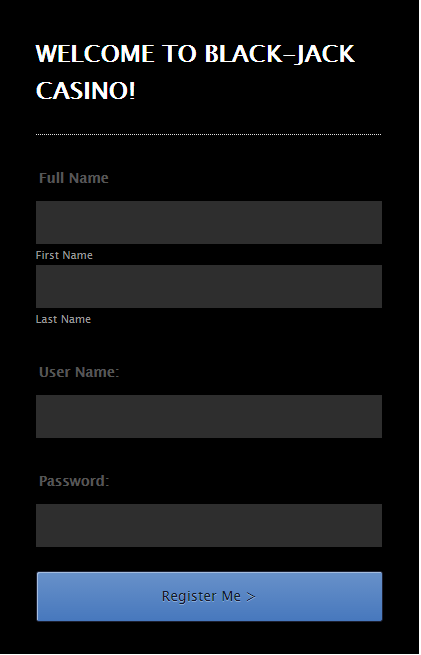 WELCOME TO BLACK-JACK
CASINO!
Full Name
First Name
Last Name
User Name:
Password:
Register Me >